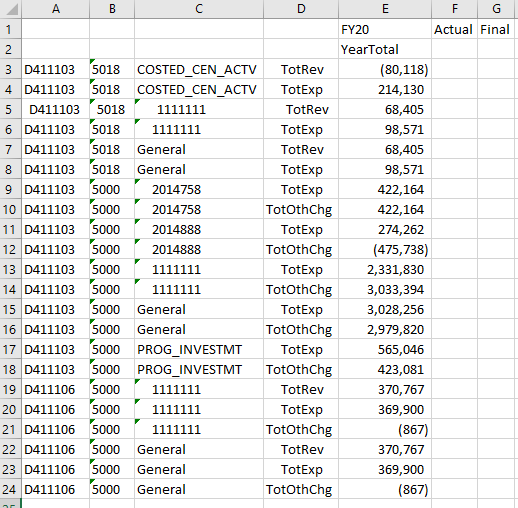 A B C D E F G
1 FY20 Actual Final
2 YearTotal
3 D411103 5018 COSTED_CEN_ACTV TotRev (80,118)
4 D411103 5018 COSTED_CEN_ACTV TotExp 214,130
5 D411103 5018 1111111 TotRev 68,405
6 D411103 5018 1111111 TotExp 98,571
7 D411103 5018 General TotRev 68,405
8 D411103 5018 General TotExp 98,571
9 D411103 5000 2014758 TotExp 422,164
10 D411103 5000 2014758 TotOthChg 422,164
11 D411103 5000 2014888 TotExp 274,262
12 D411103 5000 2014888 TotOthChg (475,738)
13 D411103 5000 1111111 TotExp 2,331,830
14 D411103 5000 1111111 TotOthChg 3,033,394
15 D411103 5000 General TotExp 3,028,256
16 D411103 5000 General TotOthChg 2,979,820
17 D411103 5000 PROG_INVESTMT TotExp 565,046
18 D411103 5000 PROG_INVESTMT TotOthChg 423,081
19 D411106 5000 1111111 TotRev 370,767
20 D411106 5000 1111111 TotExp 369,900
21 D411106 5000 1111111 TotOthChg (867)
22 D411106 5000 General TotRev 370,767
23 D411106 5000 General TotExp 369,900
24 D411106 5000 General TotOthChg (867)